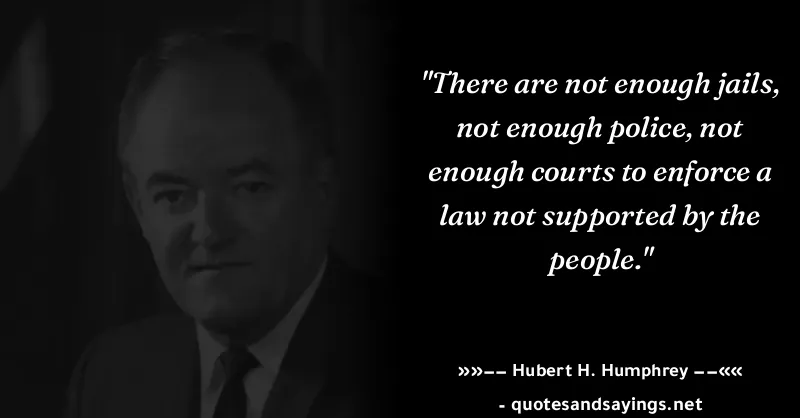 "There are not enough jails,
not enough police, not
enough courts to enforce a
law not supported by the
people."
»»–– Hubert H. Humphrey ––««
- quotesandsayings.net